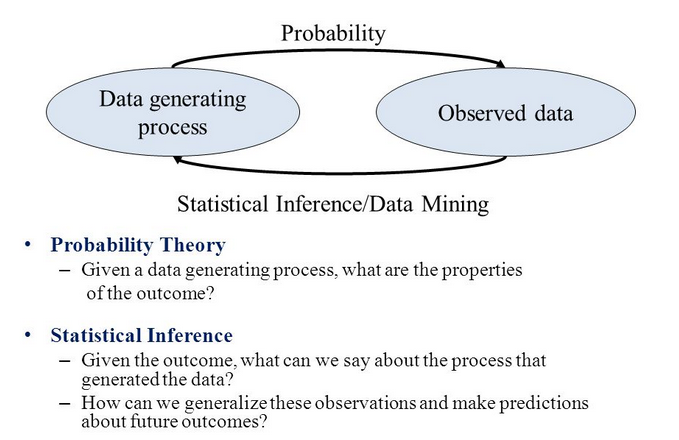 Probability
Data generating
process
Observed data
Statistical Inference/Data Mining
• Probability Theory
– Given a data generating process, what are the properties
of the outcome?
• Statistical Inference
– Given the outcome, what can we say about the process that
generated the data?
– How can we generalize these observations and make predictions
about future outcomes?